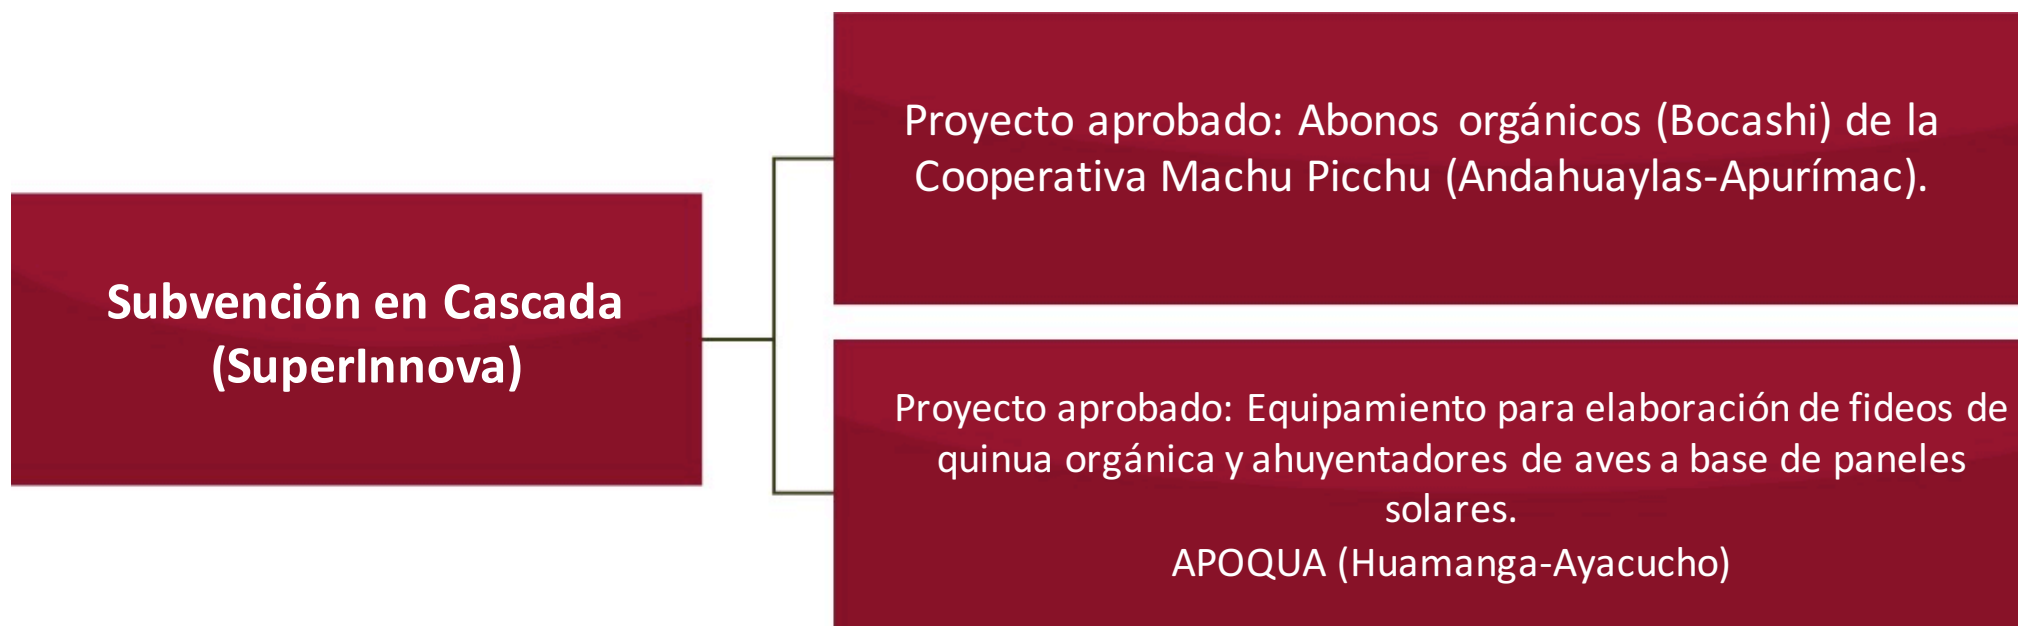 Subvención en Cascada
(SuperInnova)
Proyecto aprobado: Abonos orgánicos (Bocashi) de la
Cooperativa Machu Picchu (Andahuaylas-Apurímac).
Proyecto aprobado: Equipamiento para elaboración de fideos de
quinua orgánica y ahuyentadores de aves a base de paneles
solares.
APOQUA (Huamanga-Ayacucho)